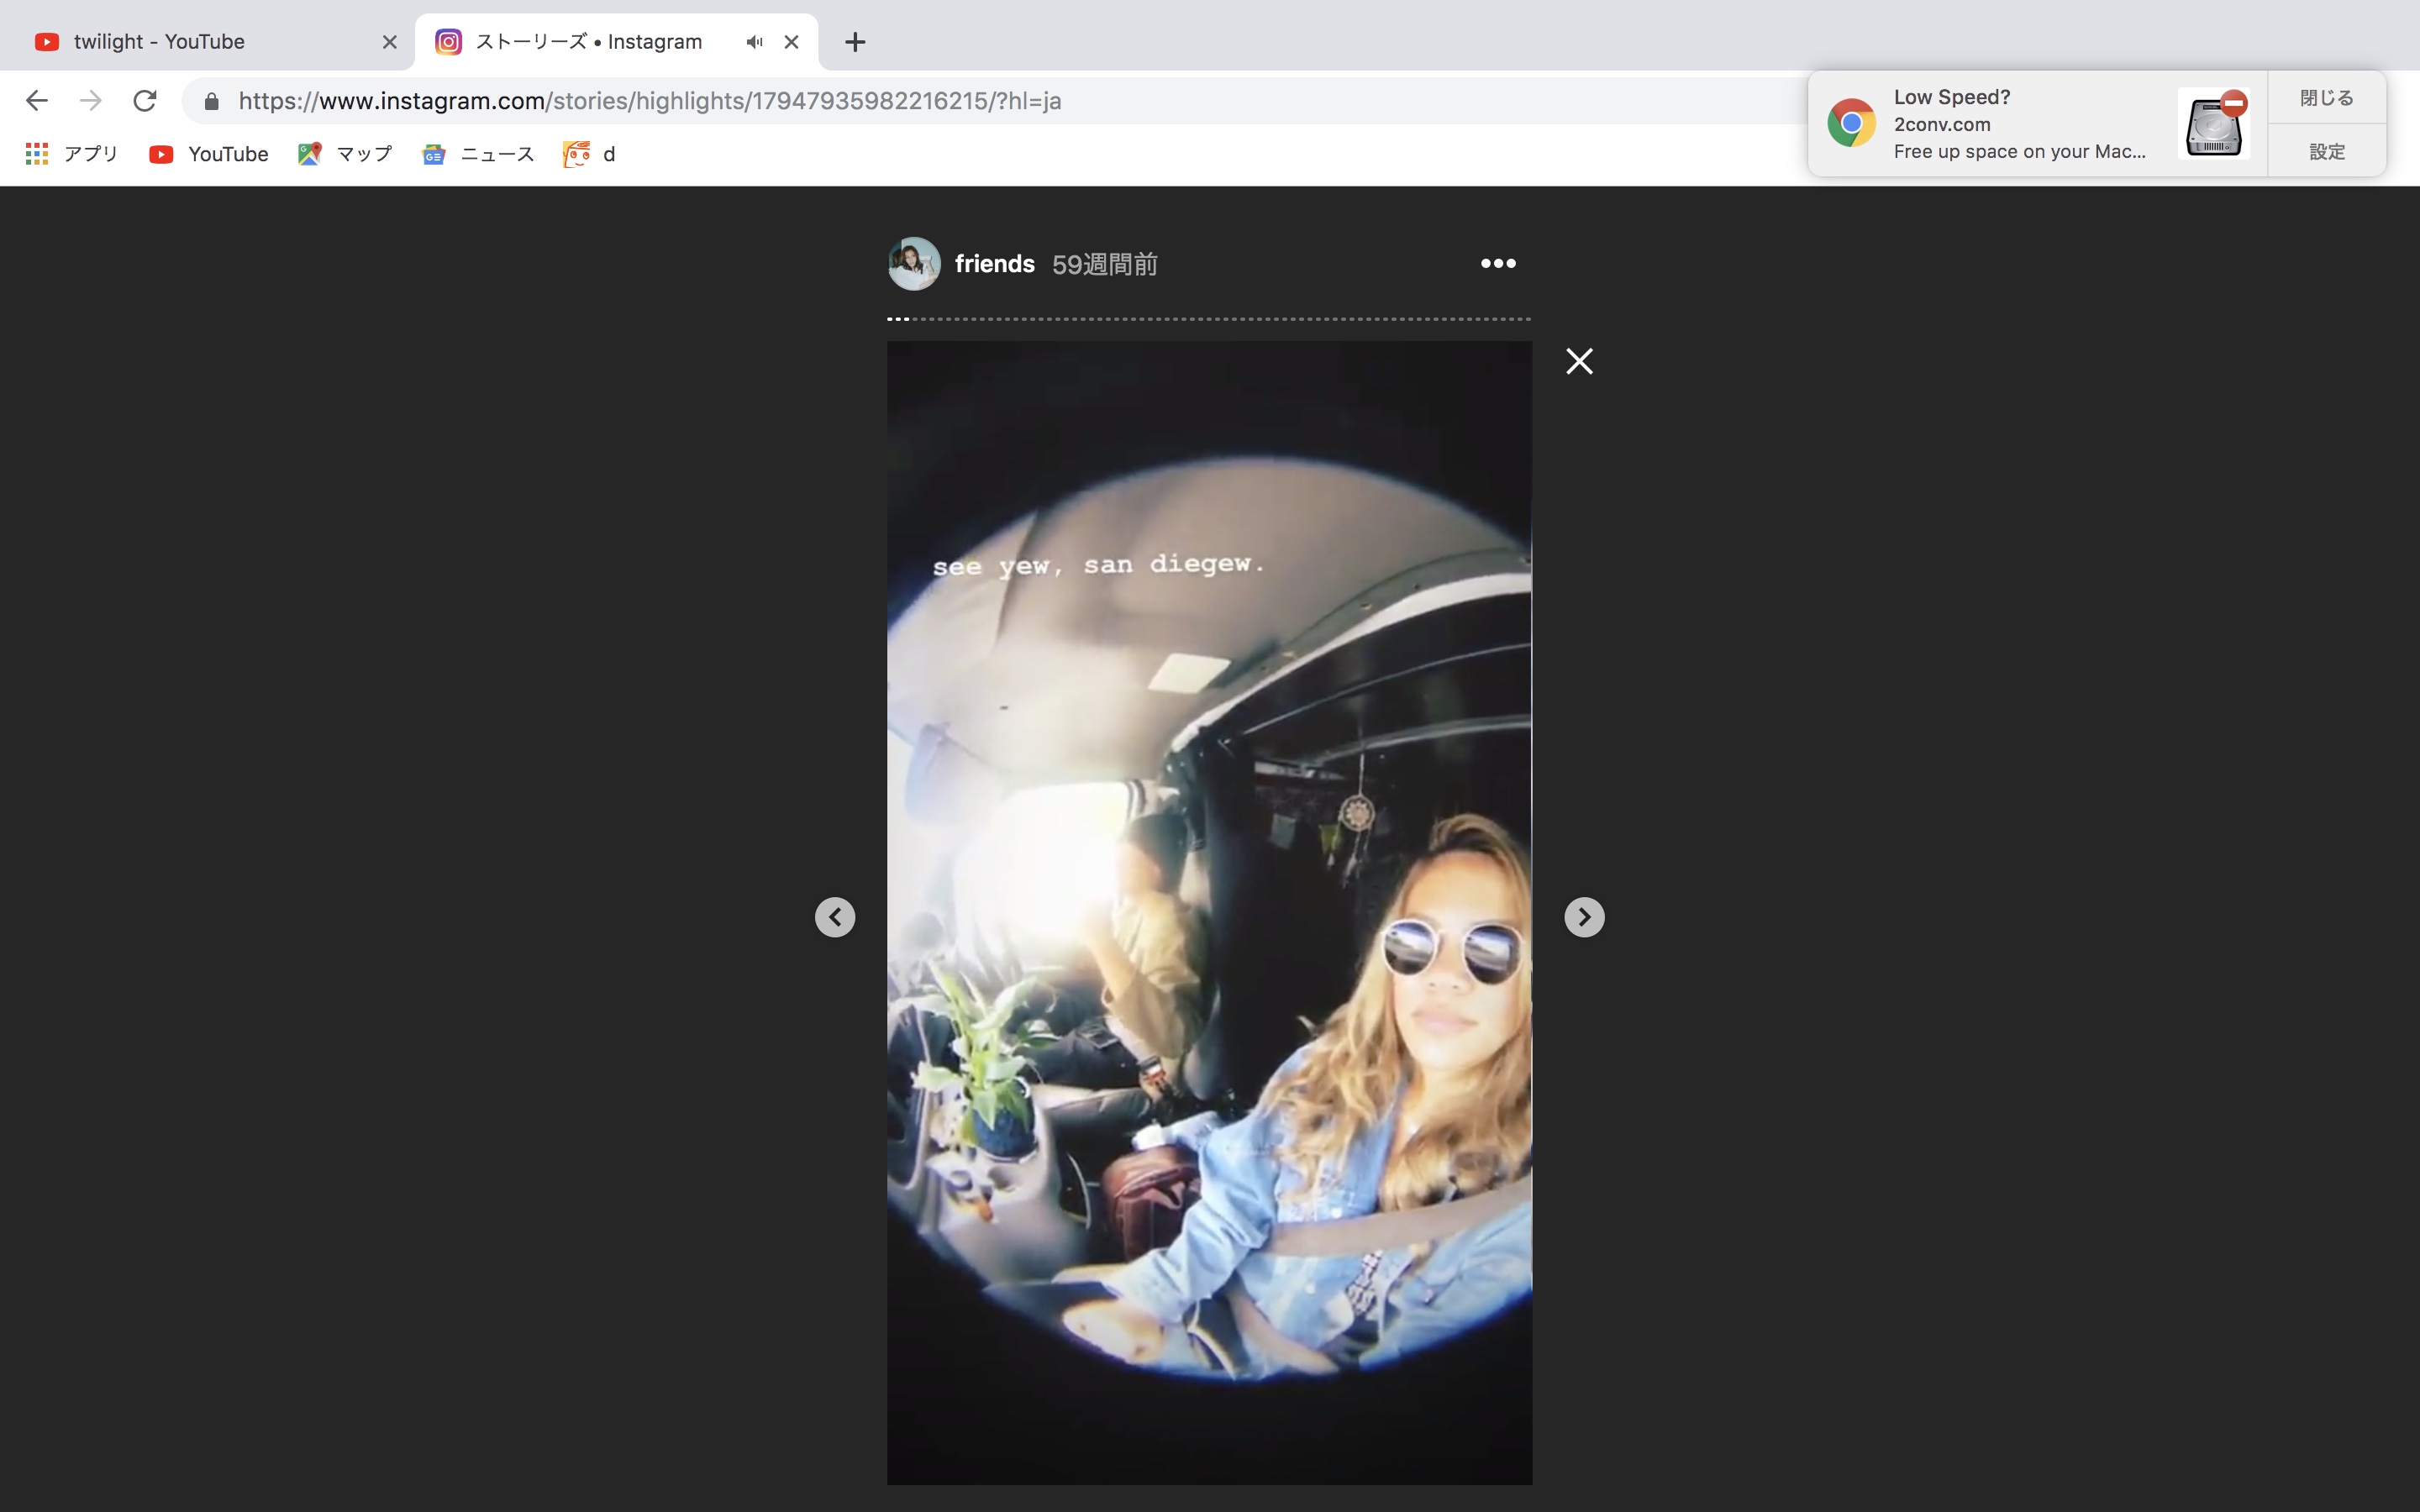 twilight - YouTube
ストーリーズ • Instagram
https://www.instagram.com/stories/highlights/17947935982216215/?hl=ja
アプリ
YouTube
マップ
ニュース
d
Low Speed?
2conv.com
Free up space on your Mac...
閉じる
設定
friends 59週間前
see yew, san diegew.